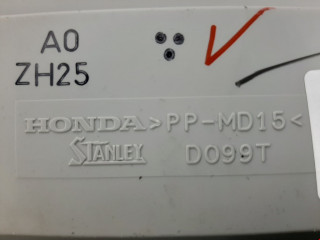 A0
ZH25
HONDA >PP-MD15<
STANLEY D099T